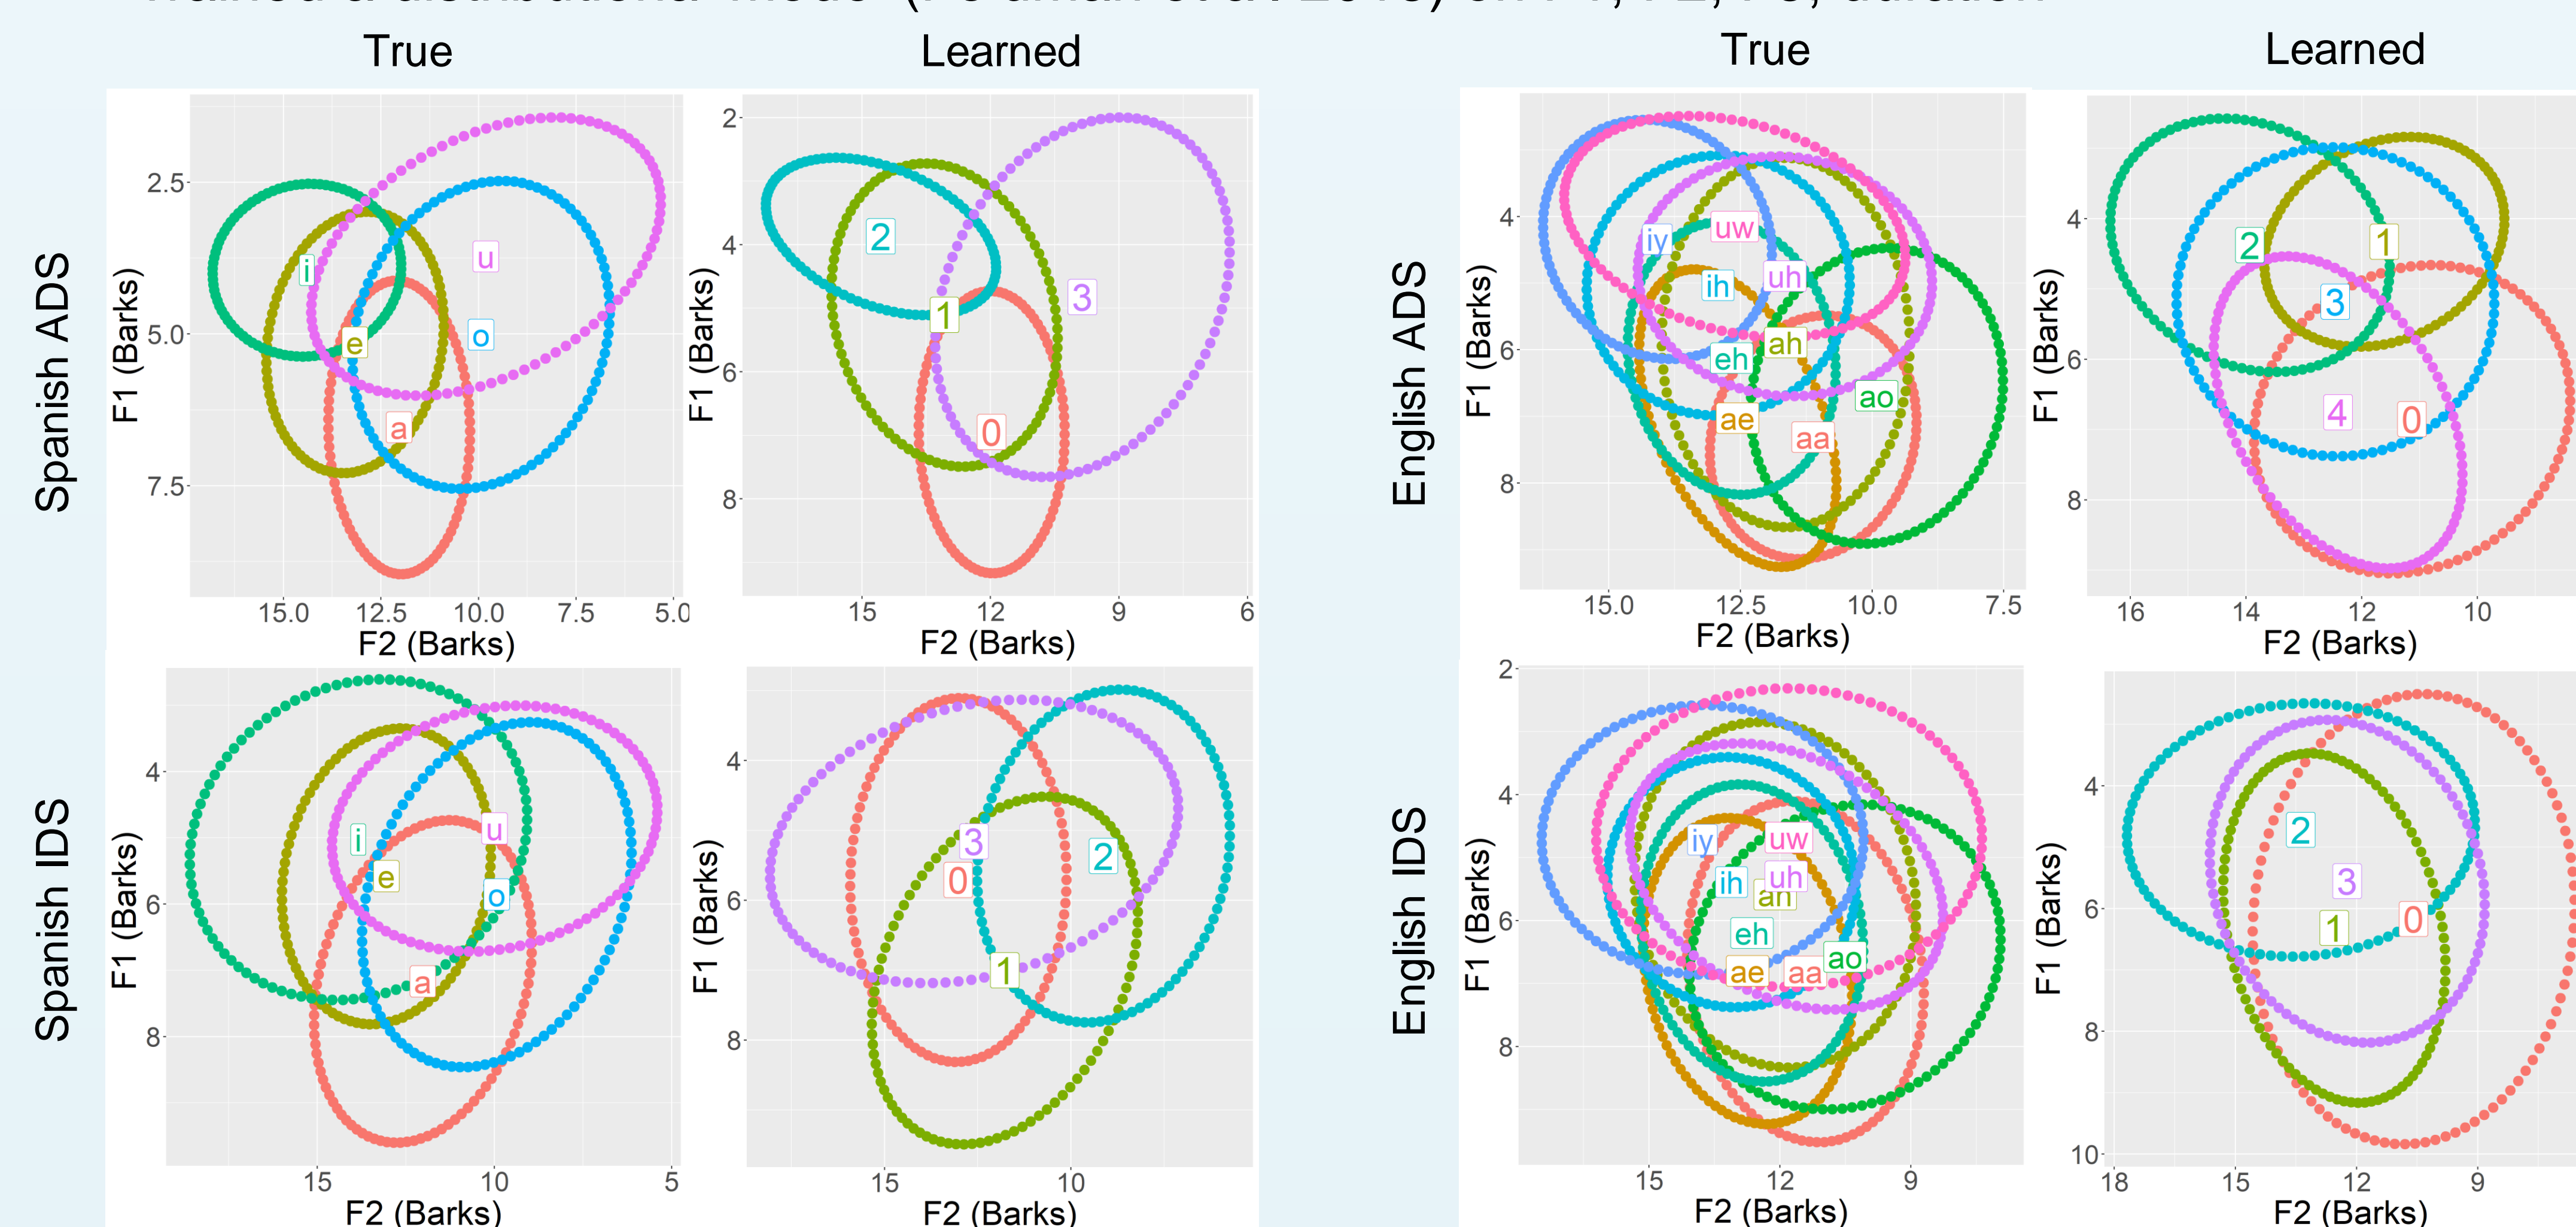 True Learned True Learned
Spanish ADS
F1 (Barks)
2.5
5.0
7.5
i
e
a
u
o
15.0 12.5 10.0 7.5 5.0
F2 (Barks)
F1 (Barks)
2
4
6
8
2
1
3
0
15 12 9 6
F2 (Barks)
English ADS
F1 (Barks)
4
6
8
iy
uw
ih
uh
eh
ah
ae
ao
aa
15.0 12.5 10.0 7.5
F2 (Barks)
F1 (Barks)
4
6
8
2
1
3
4
0
16 14 12 10
F2 (Barks)
Spanish IDS
F1 (Barks)
4
6
8
i
u
e
o
a
15 10 5
F2 (Barks)
F1 (Barks)
4
6
8
3
2
0
1
15 10
F2 (Barks)
English IDS
F1 (Barks)
2
4
6
8
iy
uw
ih
uh
ah
eh
ae
aa
ao
15 12 9
F2 (Barks)
F1 (Barks)
4
6
8
10
2
3
1
0
18 15 12 9
F2 (Barks)